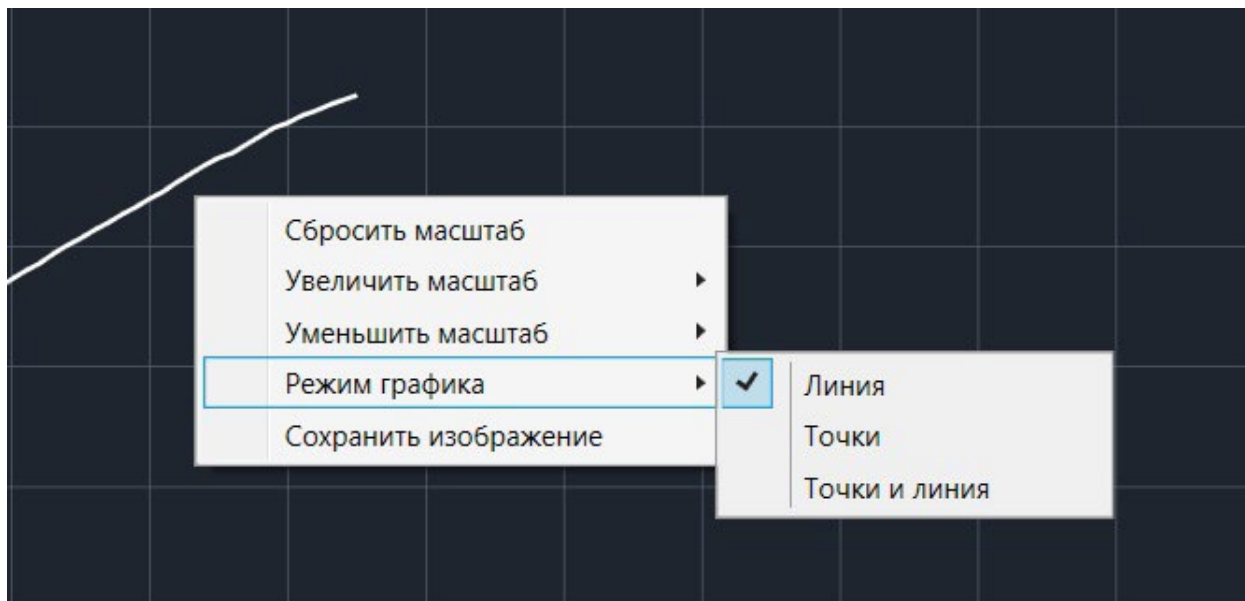 Сбросить масштаб
Увеличить масштаб
Уменьшить масштаб
Режим графика
Сохранить изображение
Линия
Точки
Точки и линия